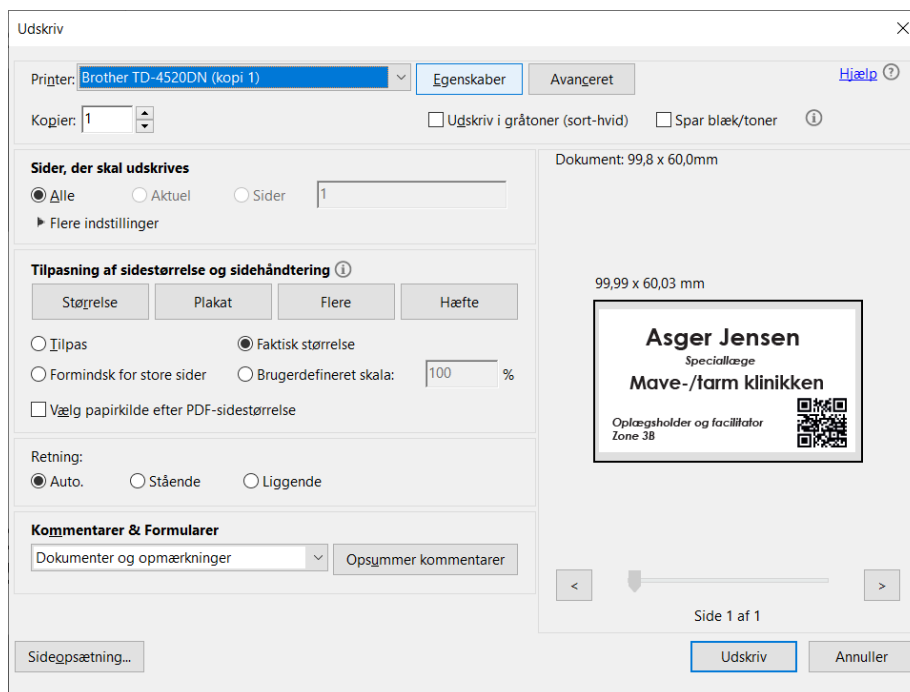 Udskriv
Printer: Brother TD-4520DN (kopi 1) Egenskaber Avanceret Hjælp
Kopier: 1 Udskriv i gråtoner (sort-hvid) Spar blæk/toner
Sider, der skal udskrives
Alle Aktuel Sider 1
Flere indstillinger
Tilpasning af sidestørrelse og sidehåndtering
Størrelse Plakat Flere Hæfte
Tilpas Faktisk størrelse
Formindsk for store sider Brugerdefineret skala: 100 %
Vælg papirkilde efter PDF-sidestørrelse
Retning:
Auto. Stående Liggende
Kommentarer & Formularer
Dokumenter og opmærkninger Opsummer kommentarer
Dokument: 99,8 x 60,0mm
99,99 x 60,03 mm
Asger Jensen
Speciallæge
Mave-/tarm klinikken
Oplægsholder og facilitator
Zone 3B
< >
Side 1 af 1
Sideopsætning... Udskriv Annuller